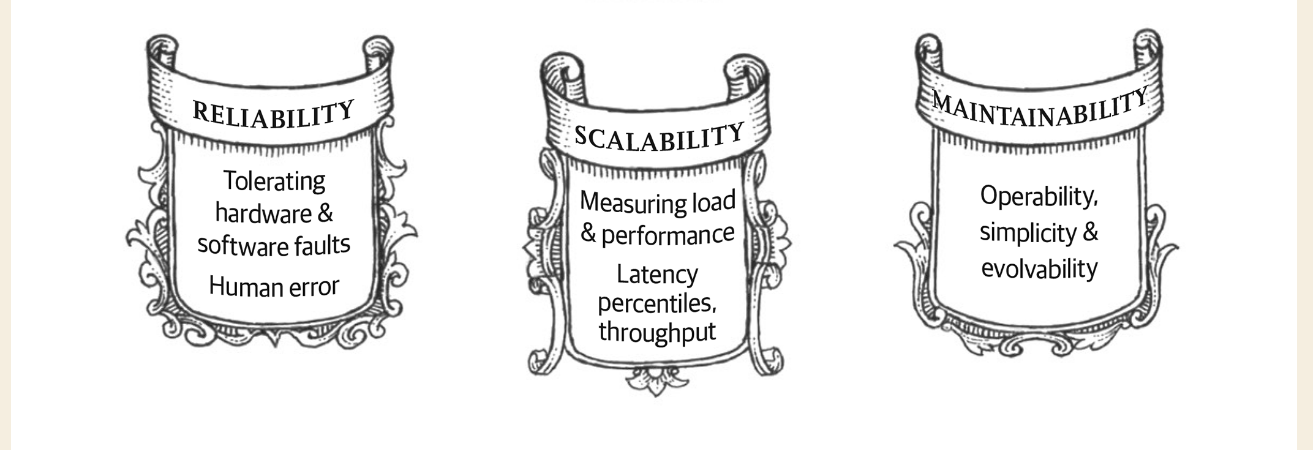 RELIABILITY
Tolerating
hardware &
software faults
Human error
SCALABILITY
Measuring load
& performance
Latency
percentiles,
throughput
MAINTAINABILITY
Operability,
simplicity &
evolvability